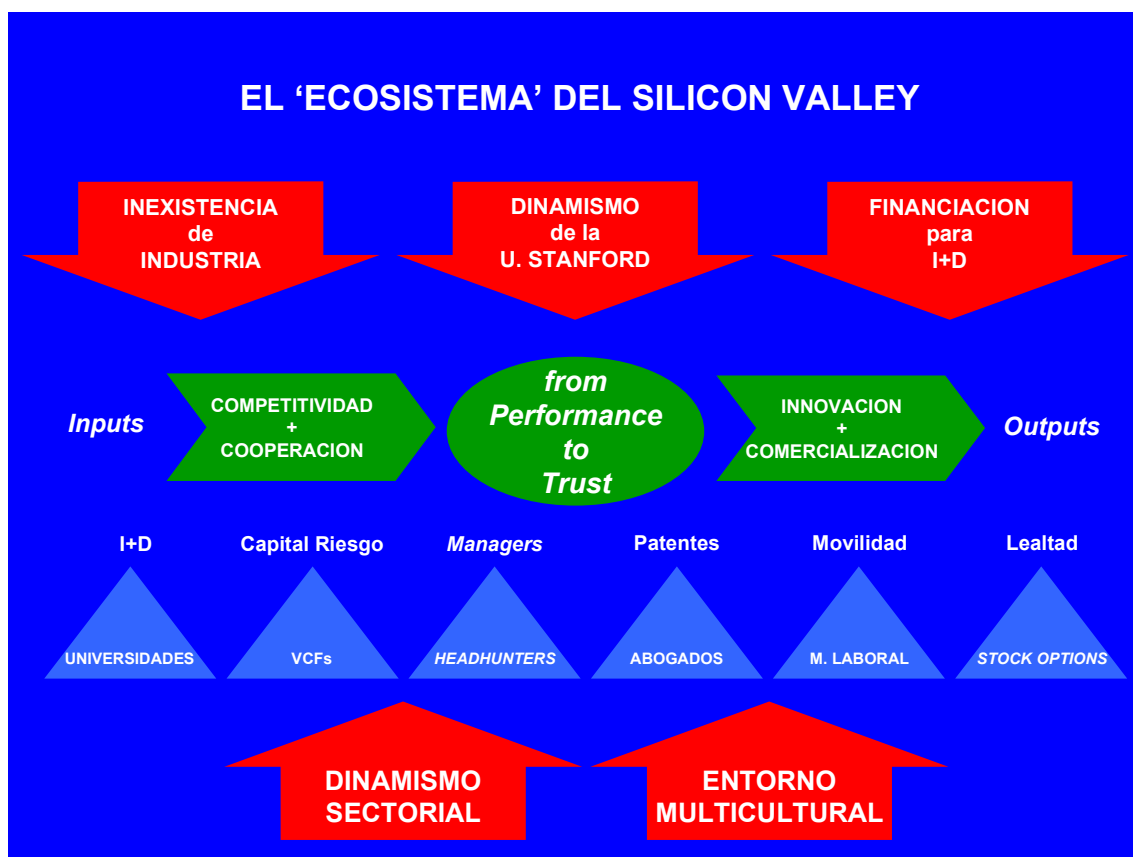 EL ‘ECOSISTEMA’ DEL SILICON VALLEY
INEXISTENCIA
de
INDUSTRIA
DINAMISMO
de la
U. STANFORD
FINANCIACION
para
I+D
Inputs
COMPETITIVIDAD
+
COOPERACION
from
Performance
to
Trust
INNOVACION
+
COMERCIALIZACION
Outputs
I+D
Capital Riesgo
Managers
Patentes
Movilidad
Lealtad
UNIVERSIDADES
VCFs
HEADHUNTERS
ABOGADOS
M. LABORAL
STOCK OPTIONS
DINAMISMO
SECTORIAL
ENTORNO
MULTICULTURAL